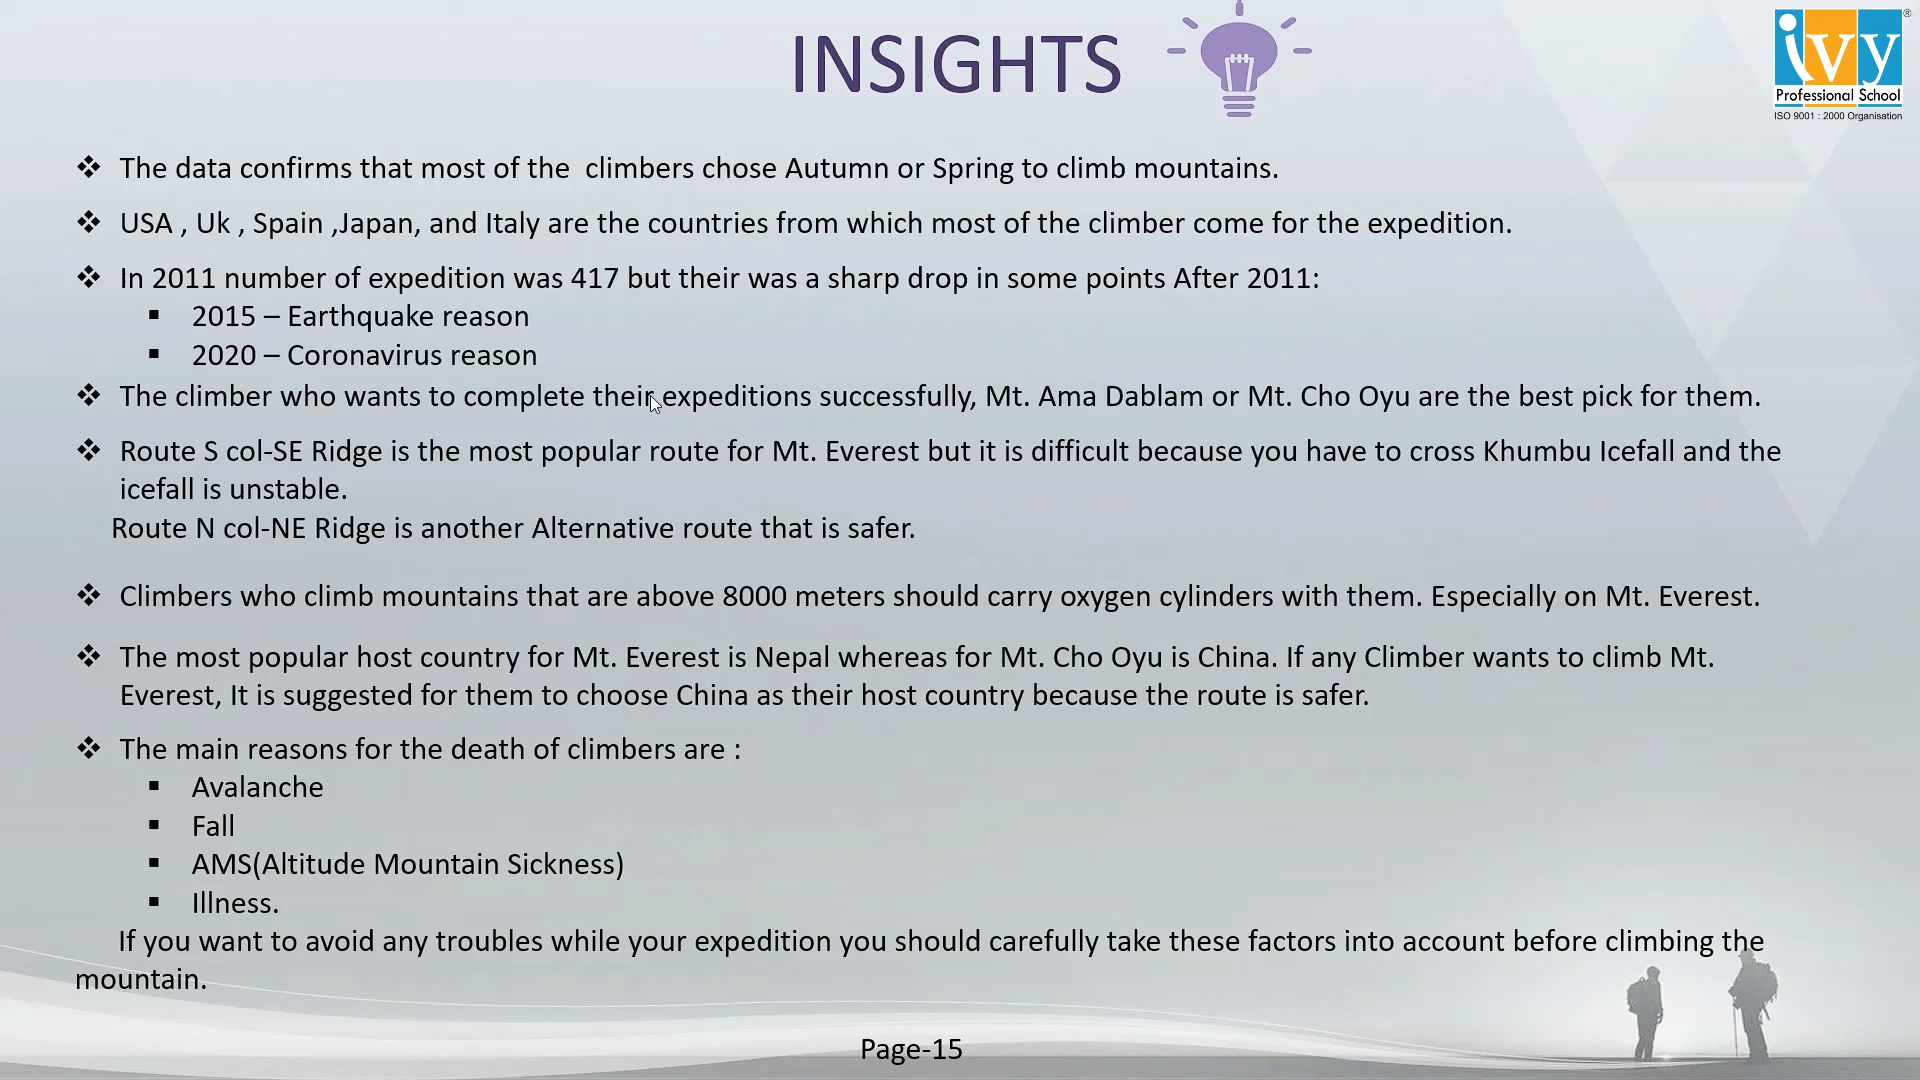 INSIGHTS
ivy
Professional School
ISO 9001 : 2000 Organisation
®
❖ The data confirms that most of the  climbers chose Autumn or Spring to climb mountains.
❖ USA , Uk , Spain ,Japan, and Italy are the countries from which most of the climber come for the expedition.
❖ In 2011 number of expedition was 417 but their was a sharp drop in some points After 2011:
▪ 2015 – Earthquake reason
▪ 2020 – Coronavirus reason
❖ The climber who wants to complete their expeditions successfully, Mt. Ama Dablam or Mt. Cho Oyu are the best pick for them.
❖ Route S col-SE Ridge is the most popular route for Mt. Everest but it is difficult because you have to cross Khumbu Icefall and the
icefall is unstable.
Route N col-NE Ridge is another Alternative route that is safer.
❖ Climbers who climb mountains that are above 8000 meters should carry oxygen cylinders with them. Especially on Mt. Everest.
❖ The most popular host country for Mt. Everest is Nepal whereas for Mt. Cho Oyu is China. If any Climber wants to climb Mt.
Everest, It is suggested for them to choose China as their host country because the route is safer.
❖ The main reasons for the death of climbers are :
▪ Avalanche
▪ Fall
▪ AMS(Altitude Mountain Sickness)
▪ Illness.
If you want to avoid any troubles while your expedition you should carefully take these factors into account before climbing the
mountain.
Page-15